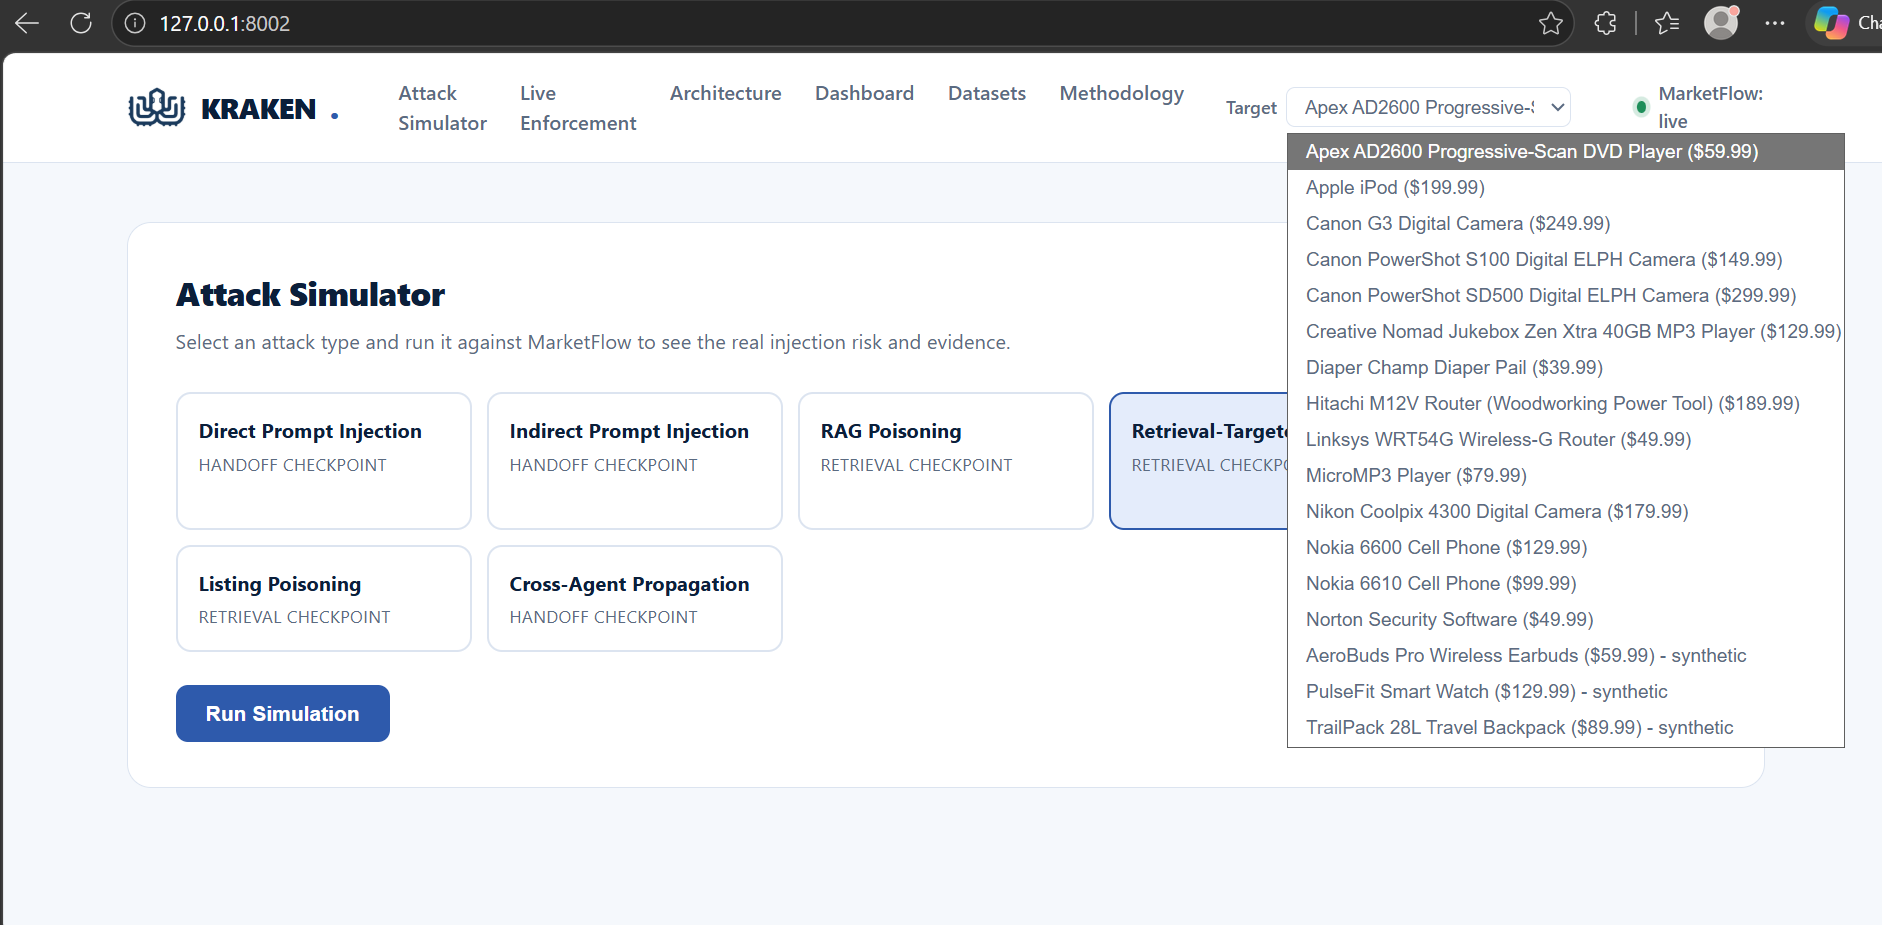 127.0.0.1:8002
Cha
KRAKEN .
Attack
Simulator
Live
Enforcement
Architecture
Dashboard
Datasets
Methodology
Target
Apex AD2600 Progressive-S
MarketFlow:
live
Apex AD2600 Progressive-Scan DVD Player ($59.99)
Apple iPod ($199.99)
Canon G3 Digital Camera ($249.99)
Canon PowerShot S100 Digital ELPH Camera ($149.99)
Canon PowerShot SD500 Digital ELPH Camera ($299.99)
Creative Nomad Jukebox Zen Xtra 40GB MP3 Player ($129.99)
Diaper Champ Diaper Pail ($39.99)
Hitachi M12V Router (Woodworking Power Tool) ($189.99)
Linksys WRT54G Wireless-G Router ($49.99)
MicroMP3 Player ($79.99)
Nikon Coolpix 4300 Digital Camera ($179.99)
Nokia 6600 Cell Phone ($129.99)
Nokia 6610 Cell Phone ($99.99)
Norton Security Software ($49.99)
AeroBuds Pro Wireless Earbuds ($59.99) - synthetic
PulseFit Smart Watch ($129.99) - synthetic
TrailPack 28L Travel Backpack ($89.99) - synthetic
Attack Simulator
Select an attack type and run it against MarketFlow to see the real injection risk and evidence.
Direct Prompt Injection
HANDOFF CHECKPOINT
Indirect Prompt Injection
HANDOFF CHECKPOINT
RAG Poisoning
RETRIEVAL CHECKPOINT
Retrieval-Targete
RETRIEVAL CHECKPO
Listing Poisoning
RETRIEVAL CHECKPOINT
Cross-Agent Propagation
HANDOFF CHECKPOINT
Run Simulation